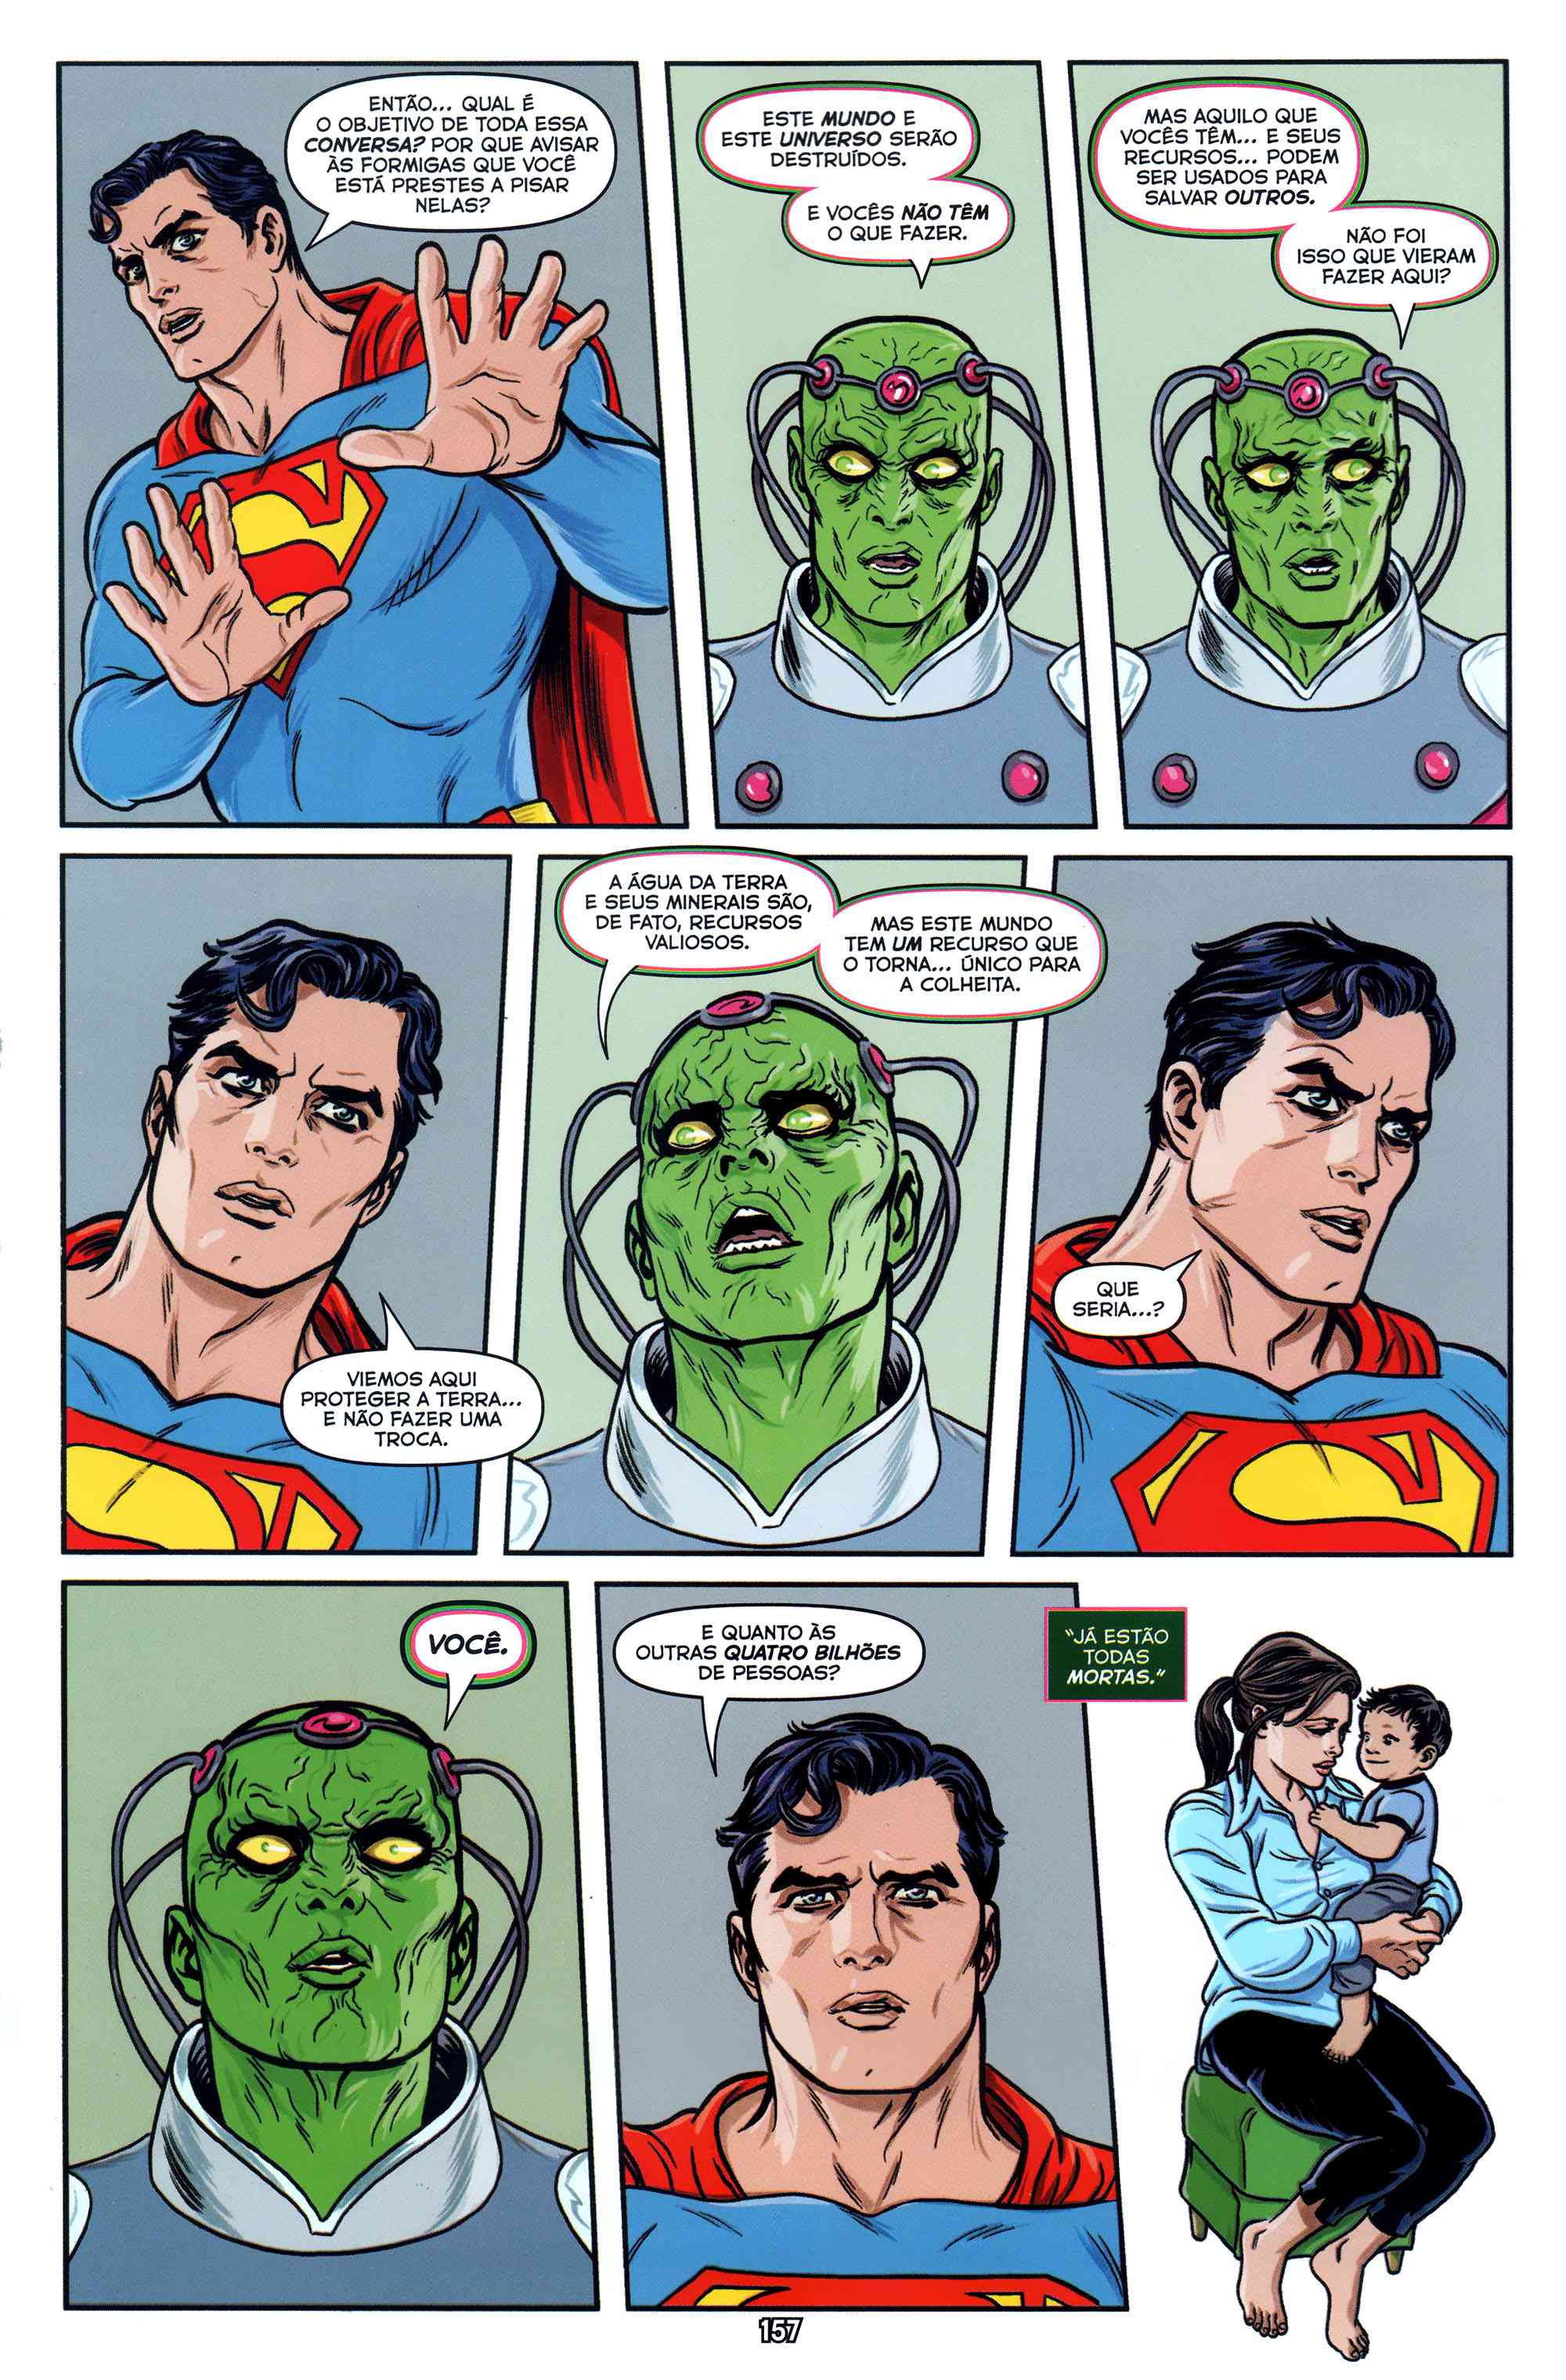 ENTÃO... QUAL É
O OBJETIVO DE TODA ESSA
CONVERSA? POR QUE AVISAR
ÀS FORMIGAS QUE VOCÊ
ESTÁ PRESTES A PISAR
NELAS?
ESTE MUNDO E
ESTE UNIVERSO SERÃO
DESTRUÍDOS.
E VOCÊS NÃO TÊM
O QUE FAZER.
MAS AQUILO QUE
VOCÊS TÊM... E SEUS
RECURSOS... PODEM
SER USADOS PARA
SALVAR OUTROS.
NÃO FOI
ISSO QUE VIERAM
FAZER AQUI?
VIEMOS AQUI
PROTEGER A TERRA...
E NÃO FAZER UMA
TROCA.
A ÁGUA DA TERRA
E SEUS MINERAIS SÃO,
DE FATO, RECURSOS
VALIOSOS.
MAS ESTE MUNDO
TEM UM RECURSO QUE
O TORNA... ÚNICO PARA
A COLHEITA.
QUE
SERIA...?
VOCÊ.
E QUANTO ÀS
OUTRAS QUATRO BILHÕES
DE PESSOAS?
"JÁ ESTÃO
TODAS
MORTAS."
157